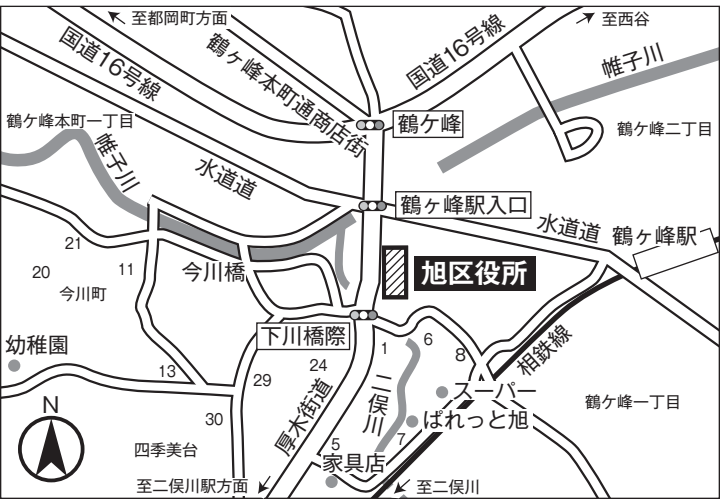 至都岡町方面
至西谷
国道16号線
鶴ヶ峰本町通商店街
国道16号線
帷子川
鶴ケ峰本町一丁目
鶴ケ峰
鶴ケ峰二丁目
帷子川
水道道
鶴ヶ峰駅入口
水道道
鶴ヶ峰駅
21
20
11
今川町
今川橋
旭区役所
下川橋際
幼稚園
13
29
24
1
6
8
相鉄線
30
厚木街道
二俣川
スーパー
ぱれっと旭
鶴ケ峰一丁目
N
四季美台
5
7
家具店
至二俣川駅方面
至二俣川